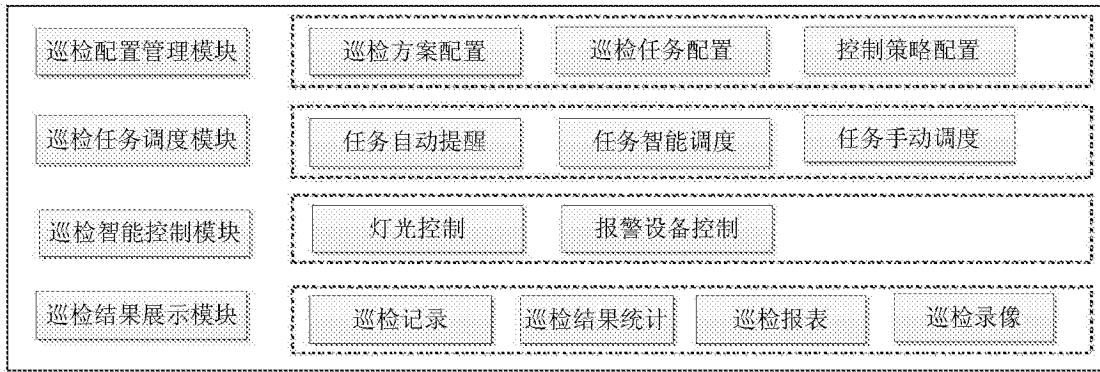 巡检配置管理模块
巡检方案配置
巡检任务配置
控制策略配置
巡检任务调度模块
任务自动提醒
任务智能调度
任务手动调度
巡检智能控制模块
灯光控制
报警设备控制
巡检结果展示模块
巡检记录
巡检结果统计
巡检报表
巡检录像